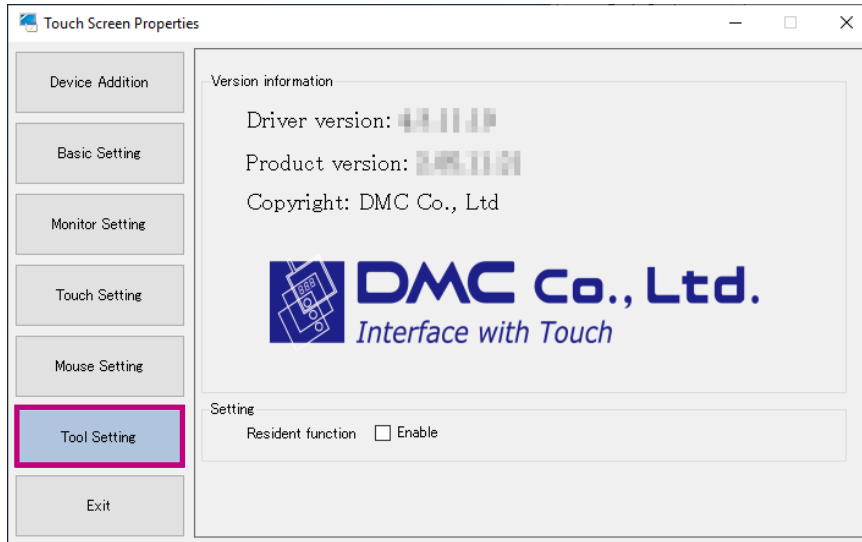 Touch Screen Properties
Device Addition
Basic Setting
Monitor Setting
Touch Setting
Mouse Setting
Tool Setting
Exit
Version information
Driver version:
Product version:
Copyright: DMC Co., Ltd
DMC Co., Ltd.
Interface with Touch
Setting
Resident function Enable